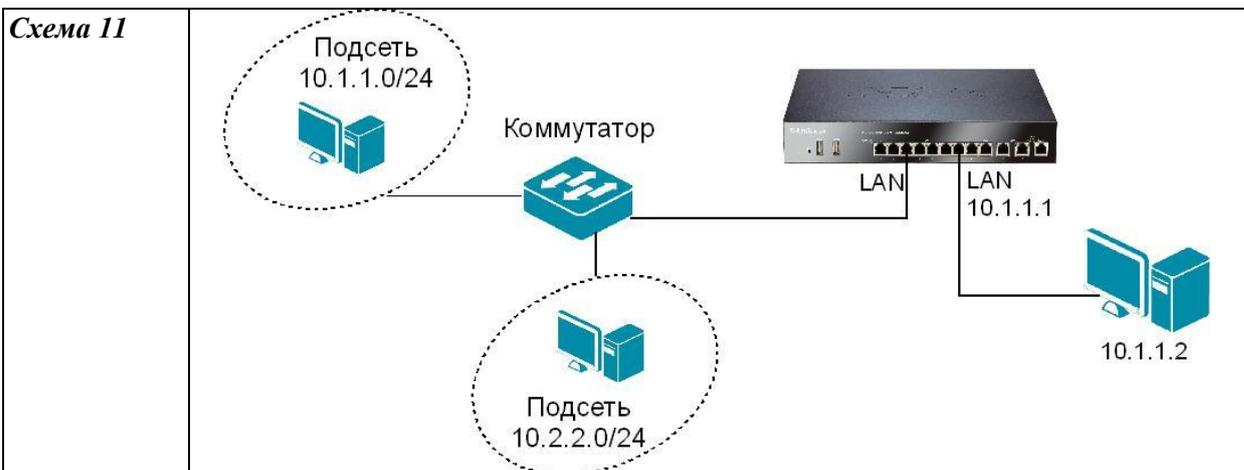 Схема 11
Подсеть
10.1.1.0/24
Коммутатор
LAN
LAN
10.1.1.1
10.1.1.2
Подсеть
10.2.2.0/24